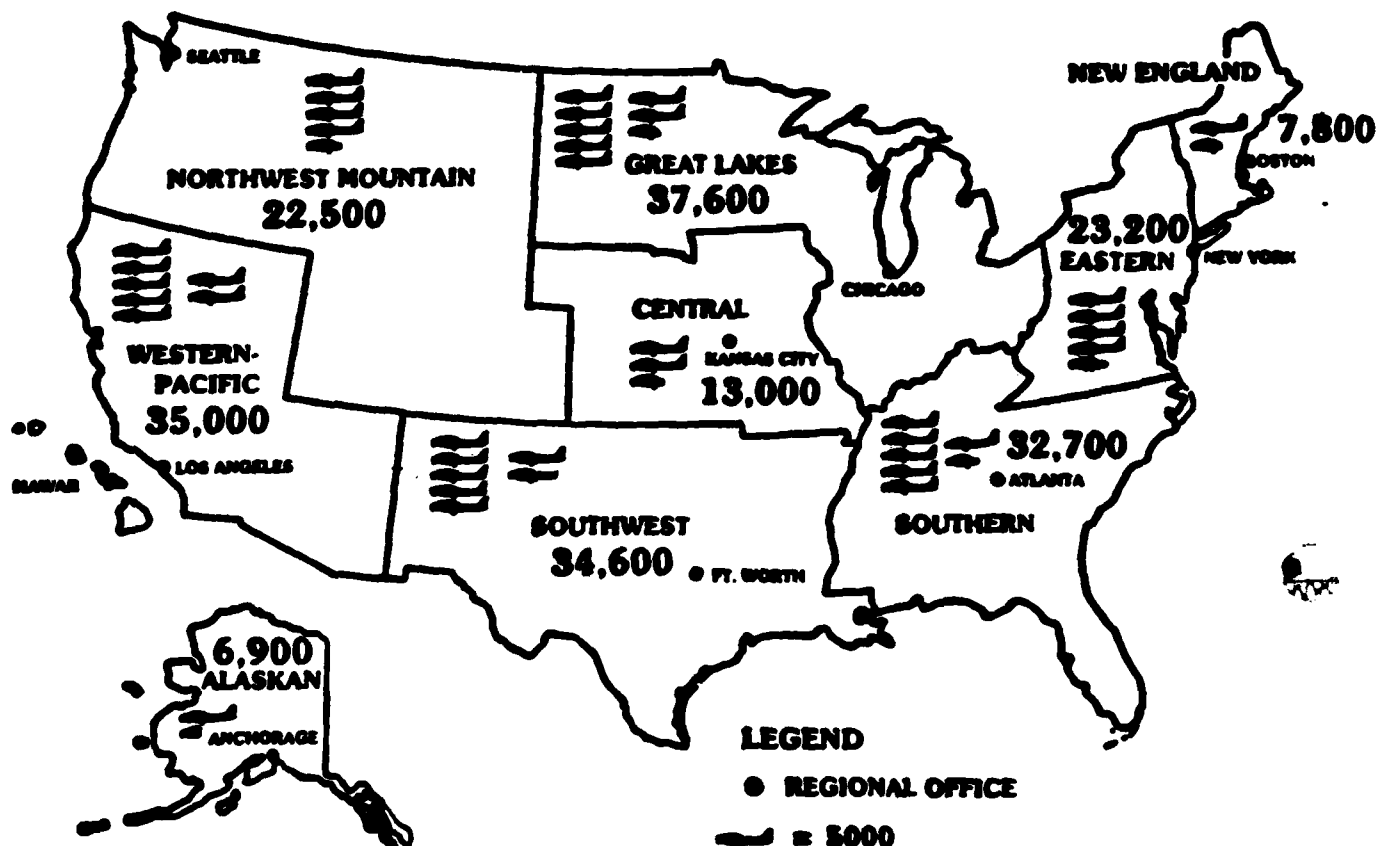 SEATTLE
NORTHWEST MOUNTAIN
22,500
GREAT LAKES
37,600
NEW ENGLAND
7,800
BOSTON
23,200
EASTERN
NEW YORK
CHICAGO
CENTRAL
KANSAS CITY
13,000
WESTERN-
PACIFIC
35,000
LOS ANGELES
HAWAII
32,700
ATLANTA
SOUTHERN
SOUTHWEST
34,600
FT. WORTH
6,900
ALASKAN
ANCHORAGE
LEGEND
REGIONAL OFFICE
= 5000